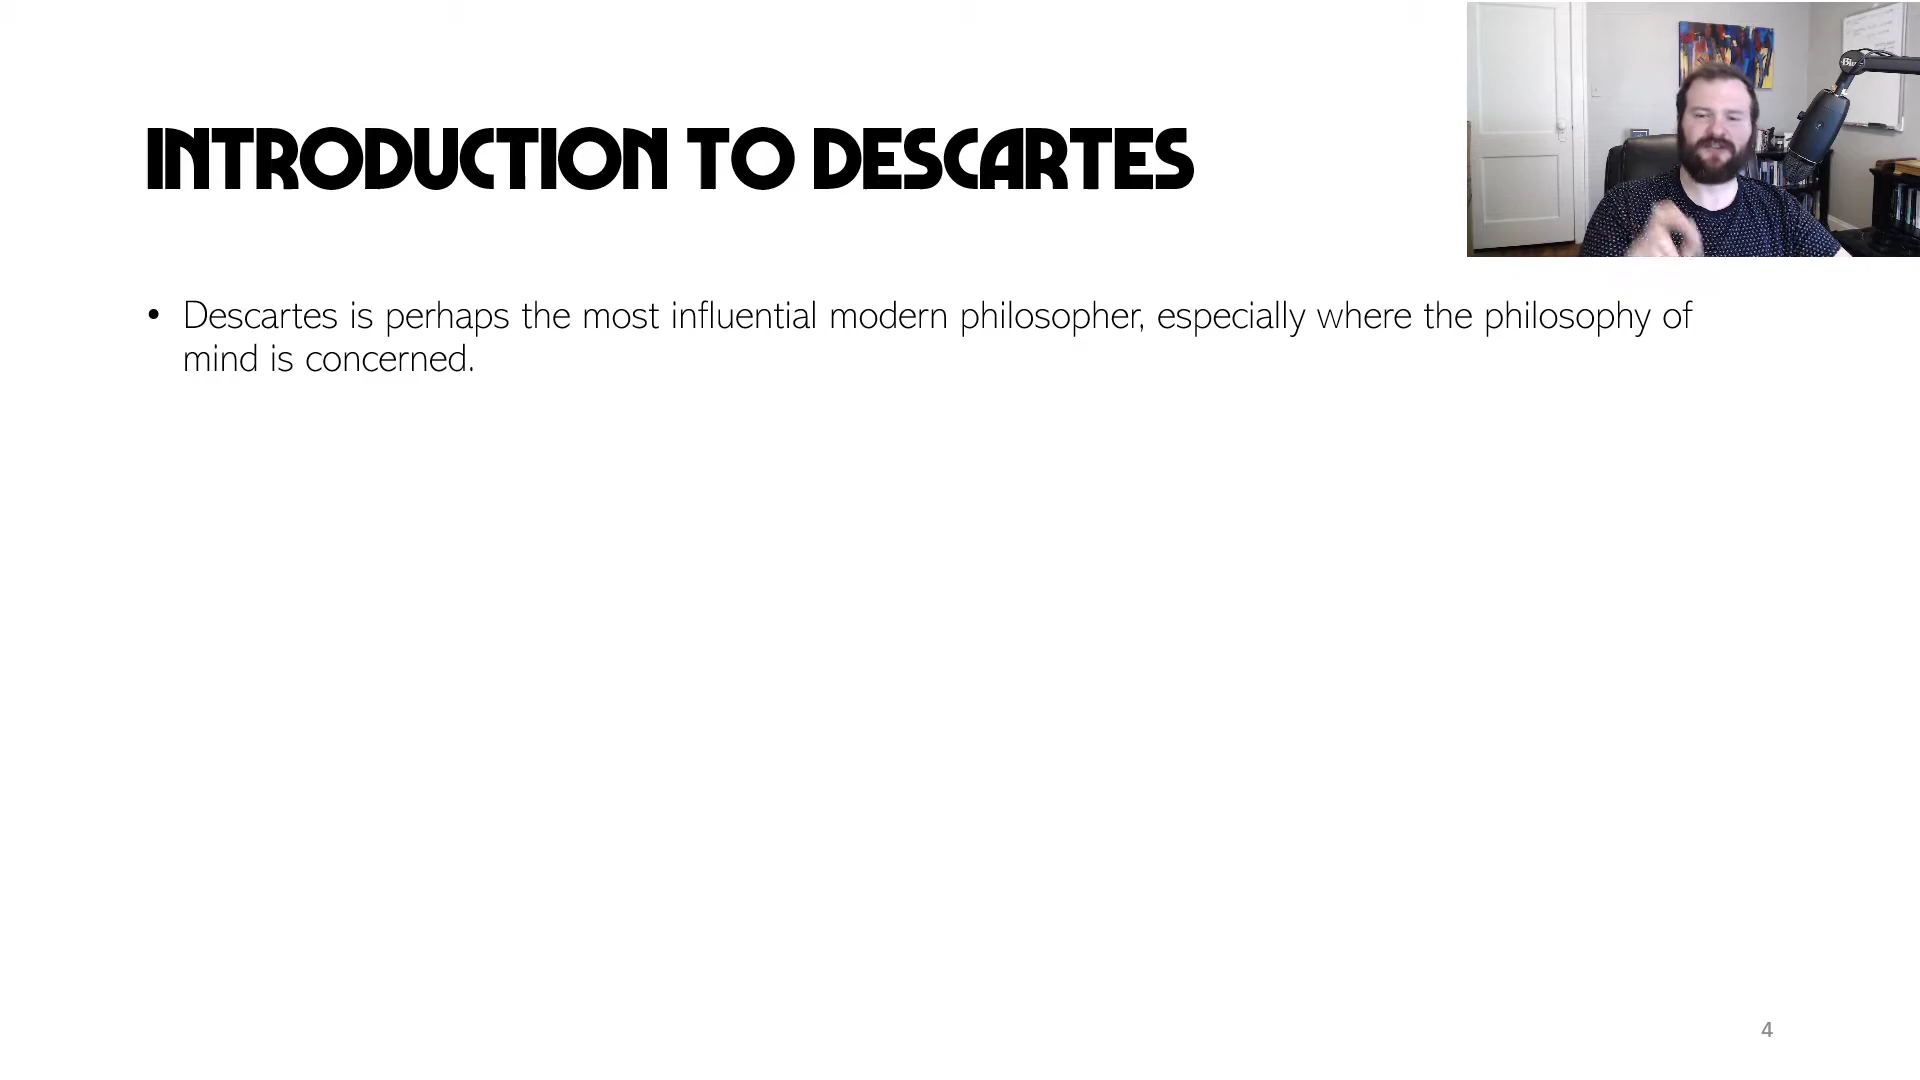 INTRODUCTION TO DESCARTES
• Descartes is perhaps the most influential modern philosopher, especially where the philosophy of
mind is concerned.
4